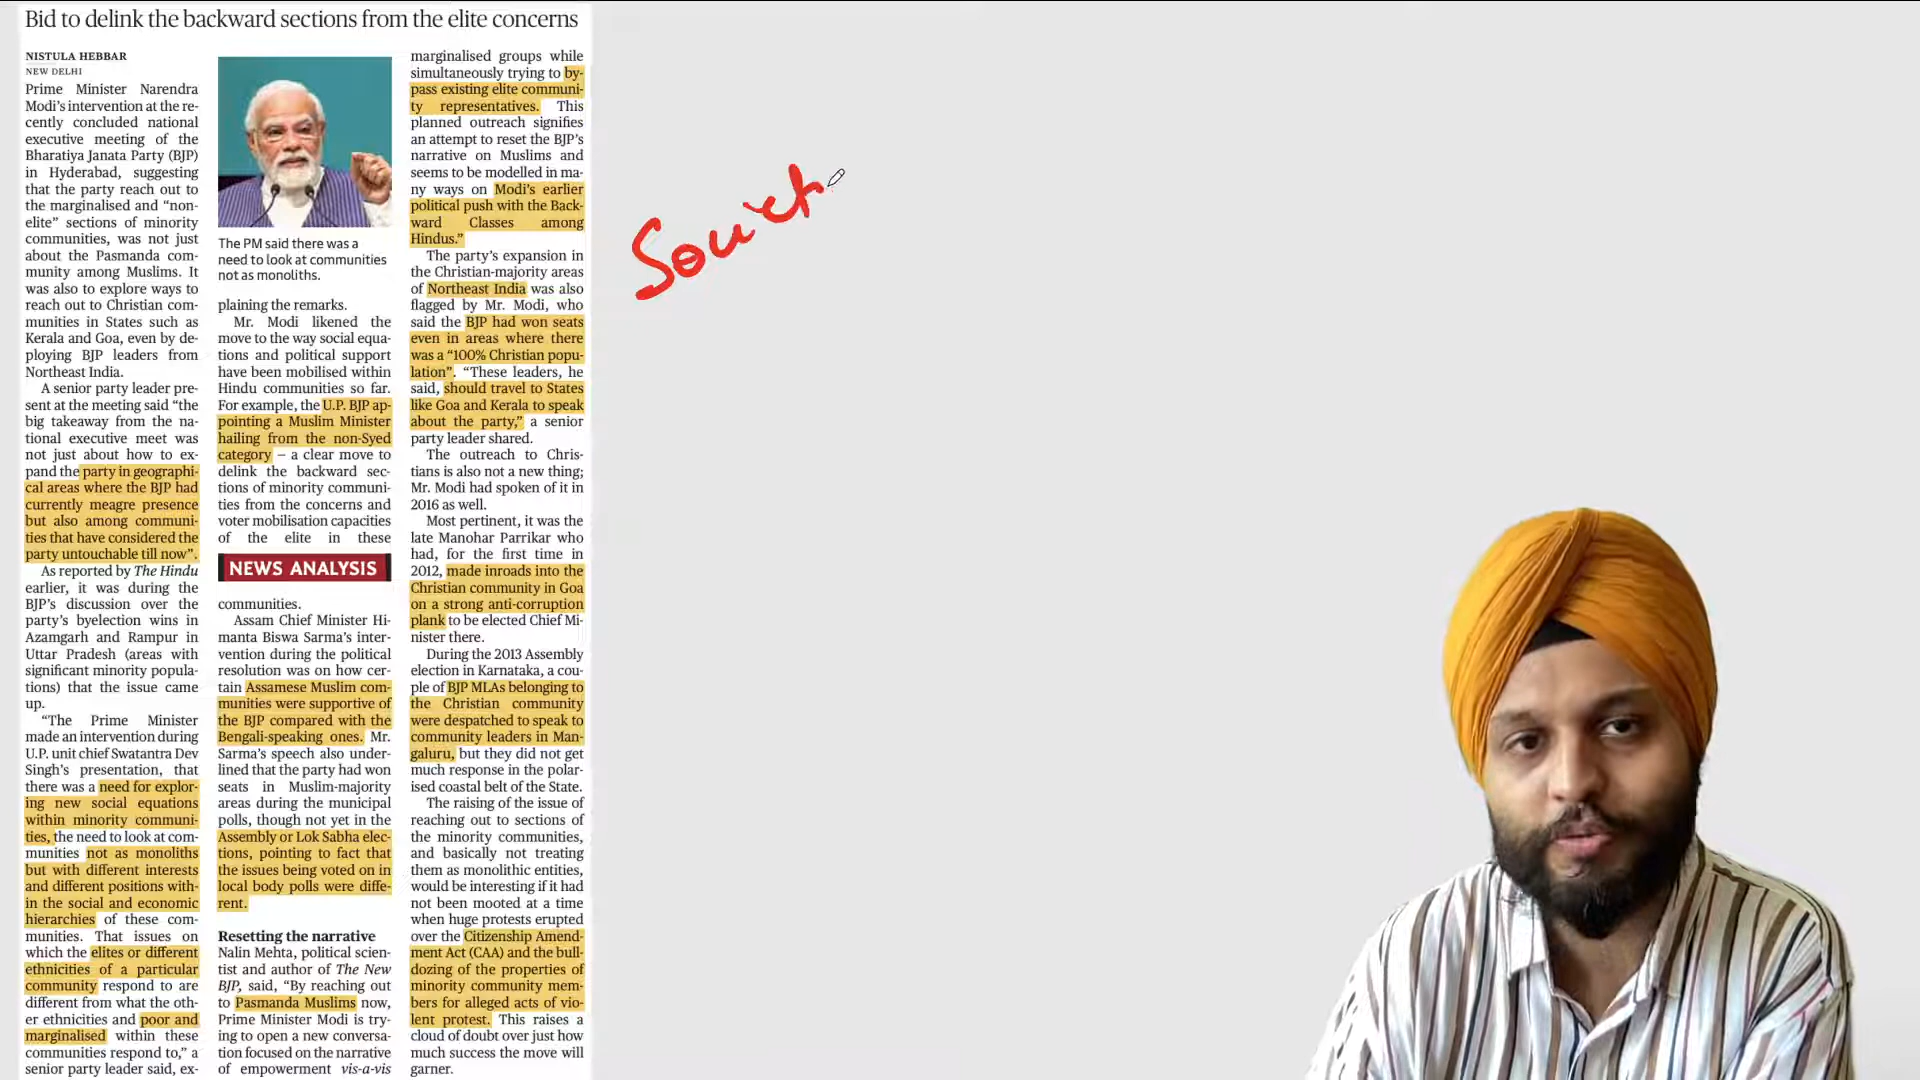 Bid to delink the backward sections from the elite concerns
NISTULA HEBBAR
NEW DELHI
Prime Minister Narendra
Modi's intervention at the re-
cently concluded national
executive meeting of the
Bharatiya Janata Party (BJP)
in Hyderabad, suggesting
that the party reach out to
the marginalised and “non-
elite” sections of minority
communities, was not just
about the Pasmanda com-
munity among Muslims. It
was also to explore ways to
reach out to Christian com-
munities in States such as
Kerala and Goa, even by de-
ploying BJP leaders from
Northeast India.
A senior party leader pre-
sent at the meeting said “the
big takeaway from the na-
tional executive meet was
not just about how to ex-
pand the party in geographi-
cal areas where the BJP had
currently meagre presence
but also among communi-
ties that have considered the
party untouchable till now”.
As reported by The Hindu
earlier, it was during the
BJP's discussion over the
party's byelection wins in
Azamgarh and Rampur in
Uttar Pradesh (areas with
significant minority popula-
tions) that the issue came
up.
“The Prime Minister
made an intervention during
U.P. unit chief Swatantra Dev
Singh's presentation, that
there was a need for explor-
ing new social equations
within minority communi-
ties, the need to look at com-
munities not as monoliths
but with different interests
and different positions with-
in the social and economic
hierarchies of these com-
munities. That issues on
which the elites or different
ethnicities of a particular
community respond to are
different from what the oth-
er ethnicities and poor and
marginalised within these
communities respond to,” a
senior party leader said, ex-
The PM said there was a
need to look at communities
not as monoliths.
plaining the remarks.
Mr. Modi likened the
move to the way social equa-
tions and political support
have been mobilised within
Hindu communities so far.
For example, the U.P. BJP ap-
pointing a Muslim Minister
hailing from the non-Syed
category – a clear move to
delink the backward sec-
tions of minority communi-
ties from the concerns and
voter mobilisation capacities
of the elite in these
NEWS ANALYSIS
communities.
Assam Chief Minister Hi-
manta Biswa Sarma's inter-
vention during the political
resolution was on how cer-
tain Assamese Muslim com-
munities were supportive of
the BJP compared with the
Bengali-speaking ones. Mr.
Sarma's speech also under-
lined that the party had won
seats in Muslim-majority
areas during the municipal
polls, though not yet in the
Assembly or Lok Sabha elec-
tions, pointing to fact that
the issues being voted on in
local body polls were diffe-
rent.
Resetting the narrative
Nalin Mehta, political scien-
tist and author of The New
BJP, said, “By reaching out
to Pasmanda Muslims now,
Prime Minister Modi is try-
ing to open a new conversa-
tion focused on the narrative
of empowerment vis-a-vis
marginalised groups while
simultaneously trying to by-
pass existing elite communi-
ty representatives. This
planned outreach signifies
an attempt to reset the BJP's
narrative on Muslims and
seems to be modelled in ma-
ny ways on Modi's earlier
political push with the Back-
ward Classes among
Hindus.”
The party's expansion in
the Christian-majority areas
of Northeast India was also
flagged by Mr. Modi, who
said the BJP had won seats
even in areas where there
was a “100% Christian popu-
lation”. “These leaders, he
said, should travel to States
like Goa and Kerala to speak
about the party,” a senior
party leader shared.
The outreach to Chris-
tians is also not a new thing;
Mr. Modi had spoken of it in
2016 as well.
Most pertinent, it was the
late Manohar Parrikar who
had, for the first time in
2012, made inroads into the
Christian community in Goa
on a strong anti-corruption
plank to be elected Chief Mi-
nister there.
During the 2013 Assembly
election in Karnataka, a cou-
ple of BJP MLAs belonging to
the Christian community
were despatched to speak to
community leaders in Man-
galuru, but they did not get
much response in the polar-
ised coastal belt of the State.
The raising of the issue of
reaching out to sections of
the minority communities,
and basically not treating
them as monolithic entities,
would be interesting if it had
not been mooted at a time
when huge protests erupted
over the Citizenship Amend-
ment Act (CAA) and the bull-
dozing of the properties of
minority community mem-
bers for alleged acts of vio-
lent protest. This raises a
cloud of doubt over just how
much success the move will
garner.